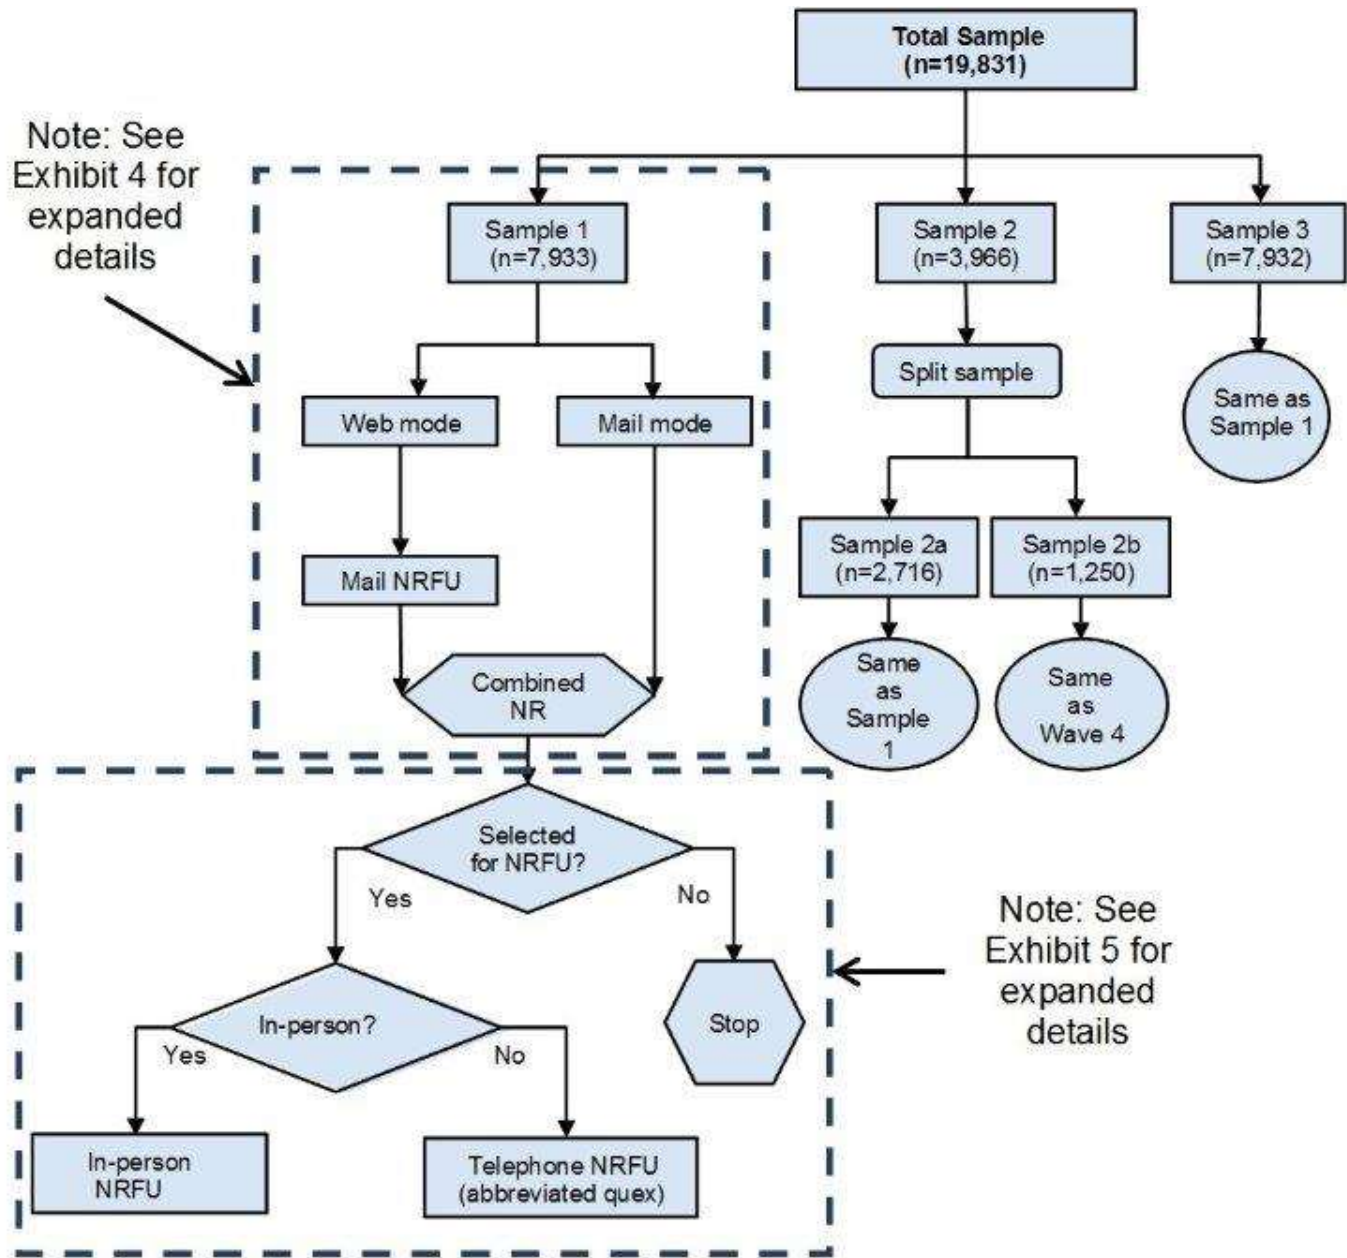 Total Sample
(n=19,831)
Note: See
Exhibit 4 for
expanded
details
Sample 1
(n=7,933)
Sample 2
(n=3,966)
Sample 3
(n=7,932)
Split sample
Same as
Sample 1
Web mode
Mail mode
Sample 2a
(n=2,716)
Sample 2b
(n=1,250)
Mail NRFU
Same
as
Sample
1
Same
as
Wave 4
Combined
NR
Selected
for NRFU?
Yes
No
Note: See
Exhibit 5 for
expanded
details
In-person?
Yes
No
Stop
In-person
NRFU
Telephone NRFU
(abbreviated quex)